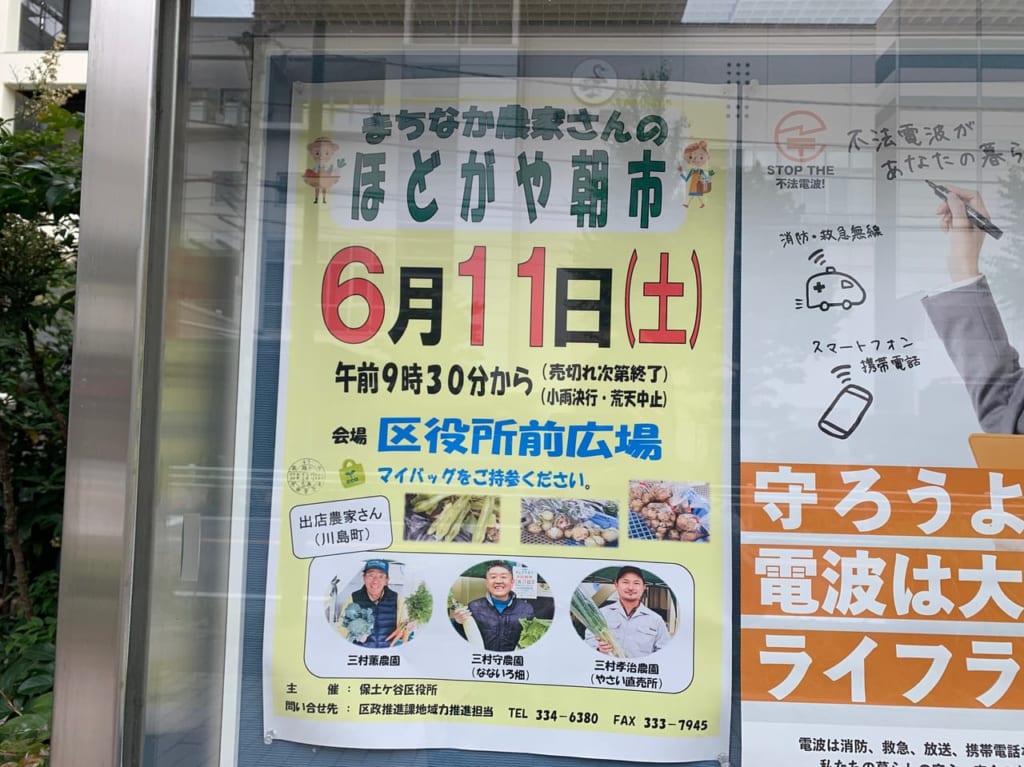 まちなか農家さんの
ほどがや朝市
6月11日(土)
午前9時30分から
(売切れ次第終了)
(小雨決行・荒天中止)
会場 区役所前広場
マイバッグをご持参ください。
出店農家さん
(川島町)
三村薫農園
三村守農園
(なないろ畑)
三村孝治農園
(やさい直売所)
主 催 : 保土ケ谷区役所
問い合せ先 : 区政推進課地域力推進担当 TEL 334-6380 FAX 333-7945
STOP THE
不法電波!
不法電波が
あなたの暮ら
消防・救急無線
スマートフォン
携帯電話
守ろうよ
電波は大
ライフラ
電波は消防、救急、放送、携帯電話